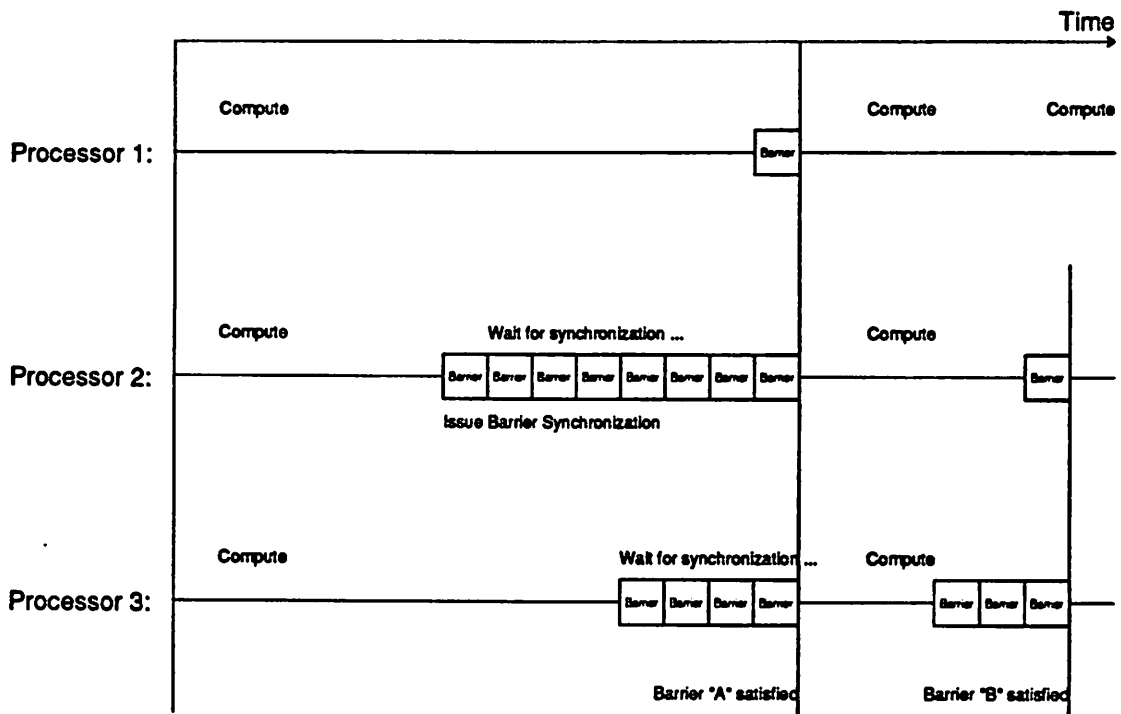 Time
Compute Compute Compute
Processor 1:
Barrier
Compute Wait for synchronization ... Compute
Processor 2:
Barrier Barrier Barrier Barrier Barrier Barrier Barrier Barrier Barrier
Issue Barrier Synchronization
Compute Wait for synchronization ... Compute
Processor 3:
Barrier Barrier Barrier Barrier Barrier Barrier Barrier
Barrier "A" satisfied Barrier "B" satisfied